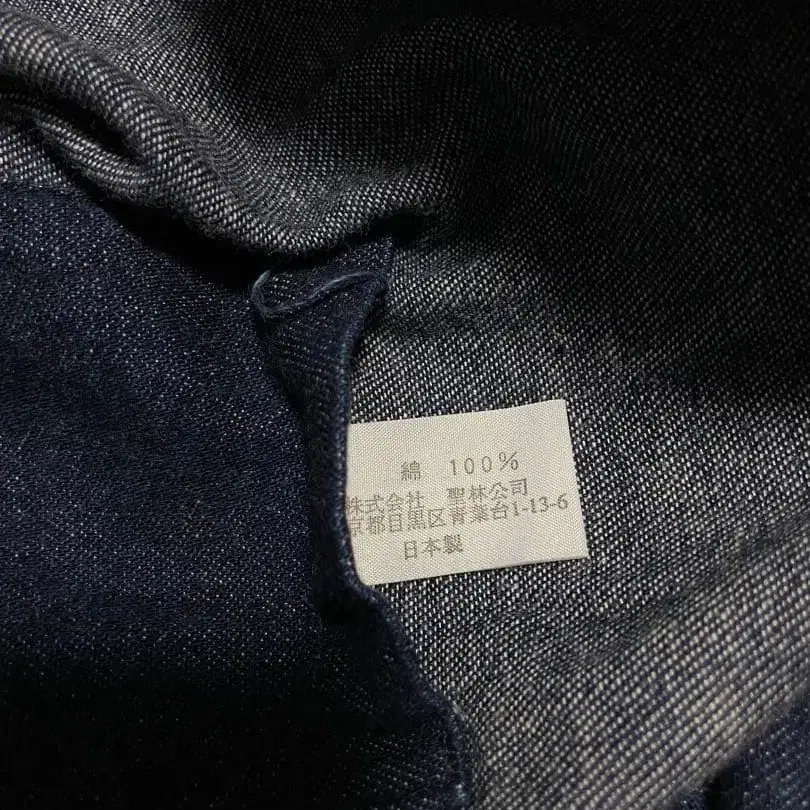 綿 100%
株式会社 聖林公司
京都目黒区青葉台1-13-6
日本製